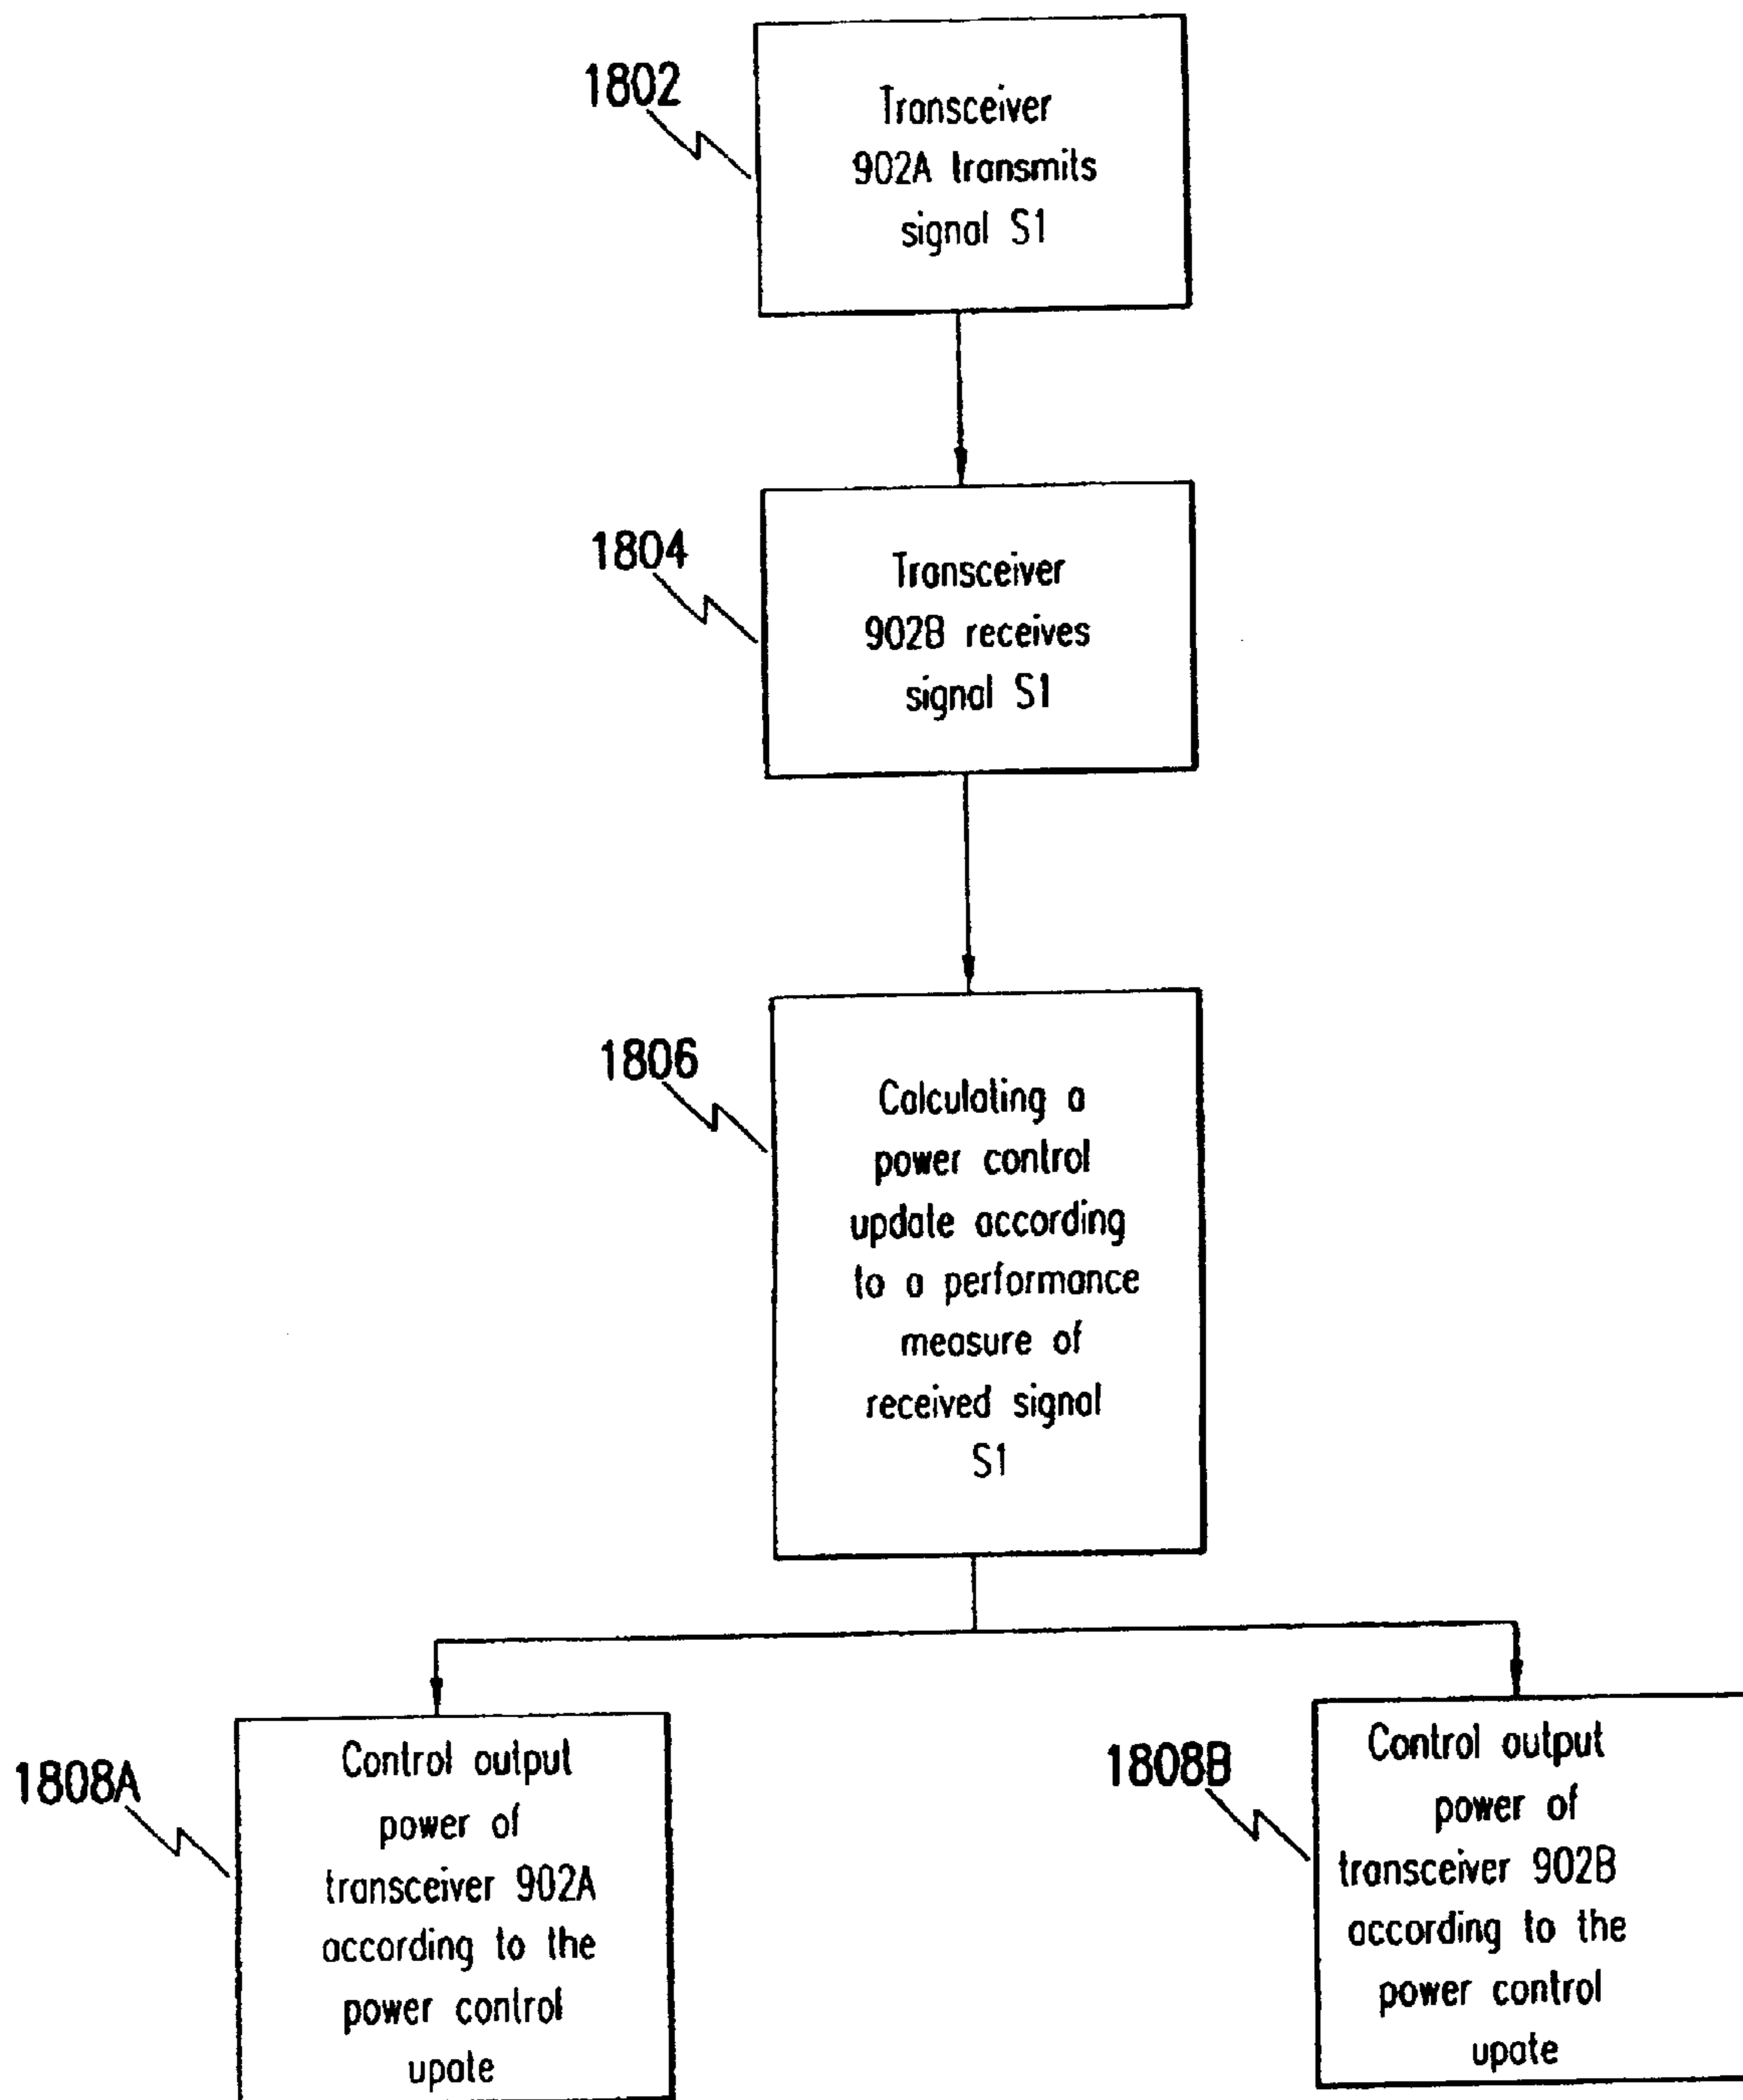 1802
Transceiver
902A transmits
signal S1
1804
Transceiver
902B receives
signal S1
1806
Calculating a
power control
update according
to a performance
measure of
received signal
S1
1808A
Control output
power of
transceiver 902A
according to the
power control
upate
1808B
Control output
power of
transceiver 902B
according to the
power control
upate